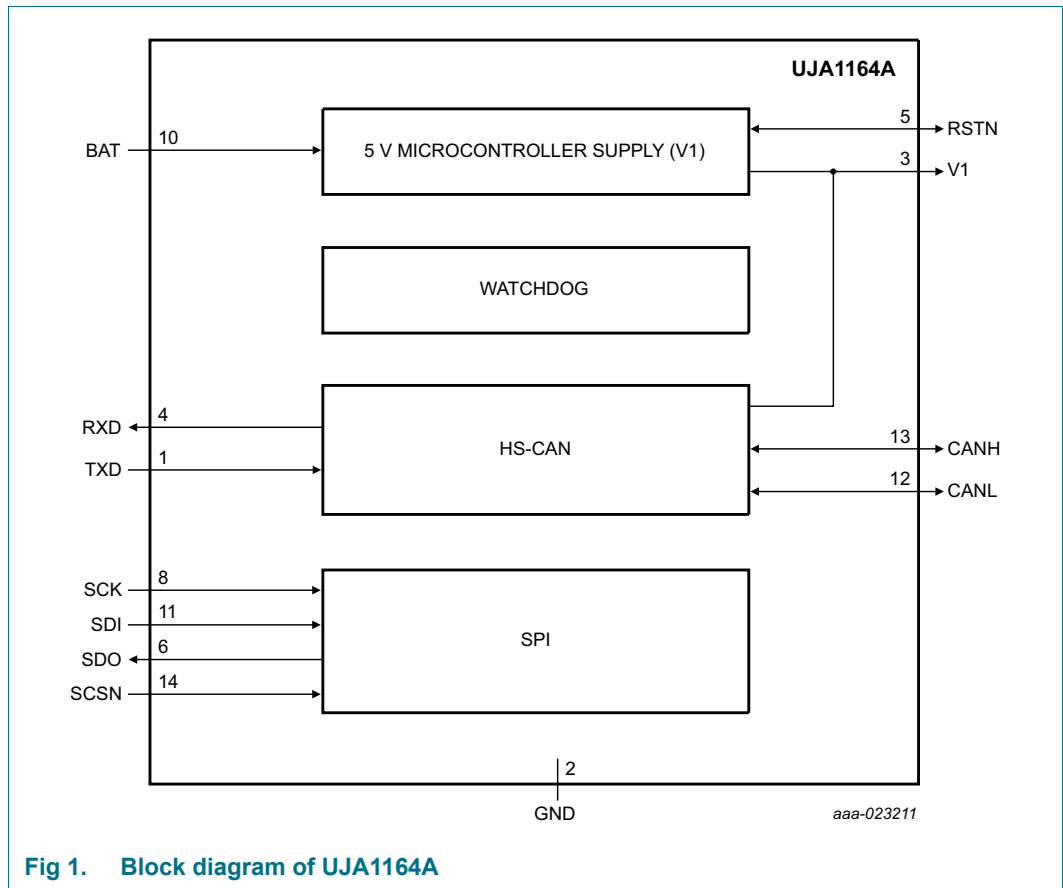 UJA1164A
BAT
10
5 V MICROCONTROLLER SUPPLY (V1)
5
RSTN
3
V1
WATCHDOG
RXD
4
TXD
1
HS-CAN
13
CANH
12
CANL
SCK
8
SDI
11
SDO
6
SCSN
14
SPI
2
GND
aaa-023211
Fig 1. Block diagram of UJA1164A